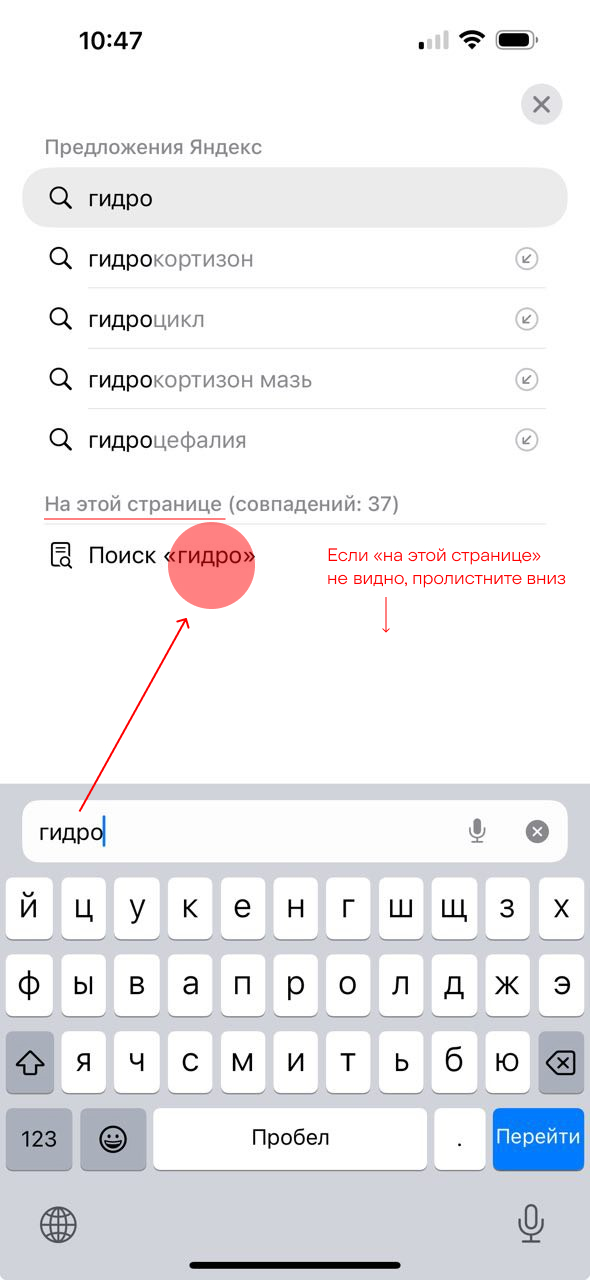 10:47
Предложения Яндекс
гидро
гидрокортизон
гидроцикл
гидрокортизон мазь
гидроцефалия
На этой странице (совпадений: 37)
Поиск «гидро»
Если «на этой странице»
не видно, пролистните вниз
гидро
й ц у к е н г ш щ з х
ф ы в а п р о л д ж э
я ч с м и т ь б ю
123 Пробел . Перейти